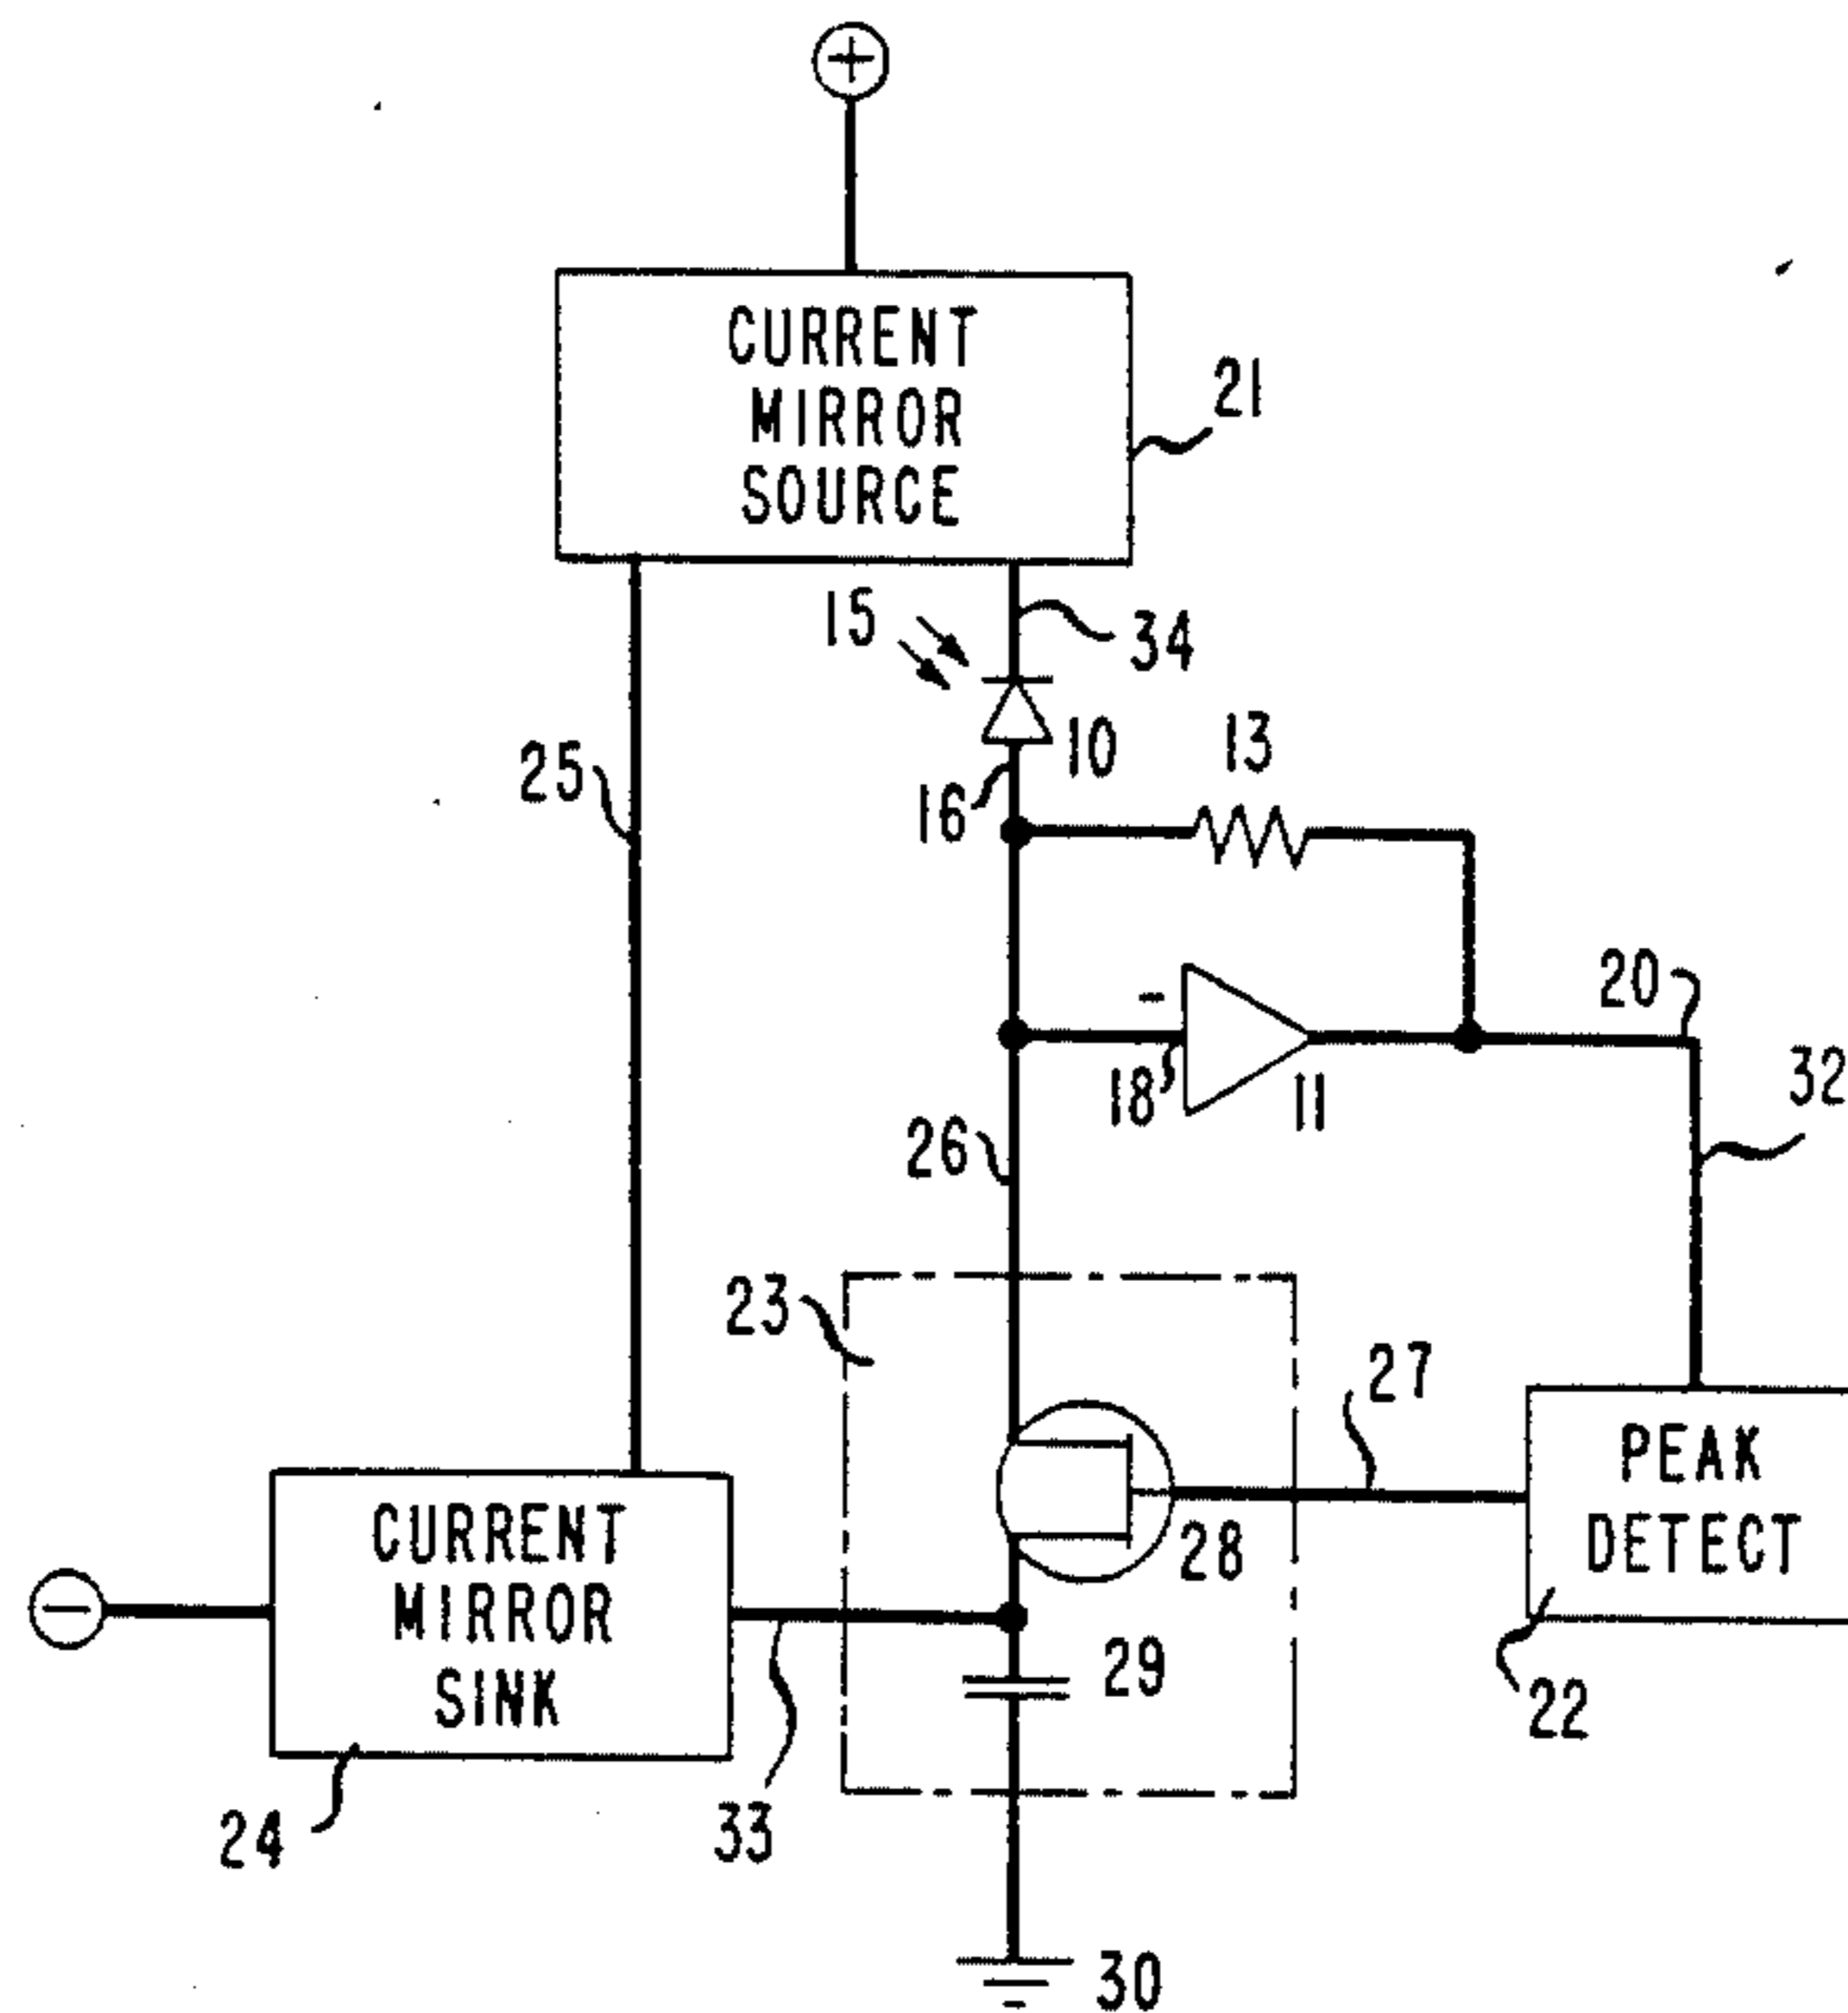 +
CURRENT
MIRROR
SOURCE
21
15
34
10
13
25
16
20
-
18
11
32
26
23
27
PEAK
DETECT
28
CURRENT
MIRROR
SINK
−
29
22
24
33
30